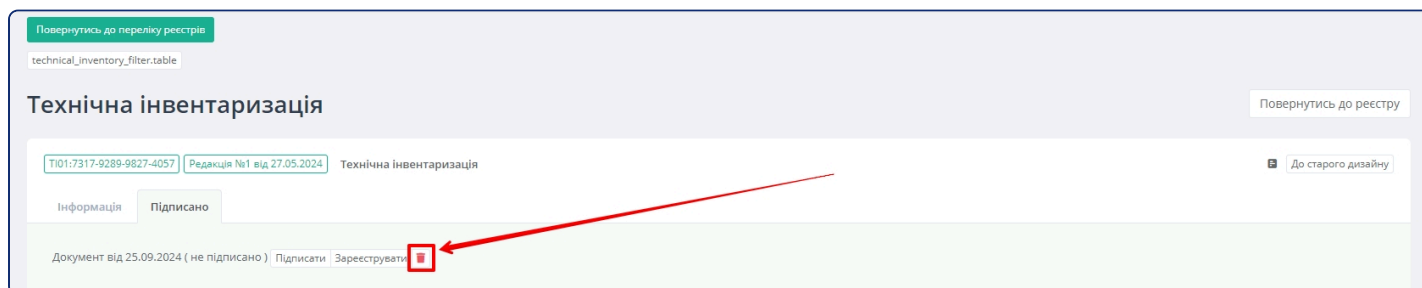 Повернутись до переліку реєстрів
technical_inventory_filter.table
Технічна інвентаризація
Повернутись до реєстру
ТІ01:7317-9289-9827-4057 Редакція №1 від 27.05.2024 Технічна інвентаризація До старого дизайну
Інформація Підписано
Документ від 25.09.2024 ( не підписано ) Підписати Зареєструвати